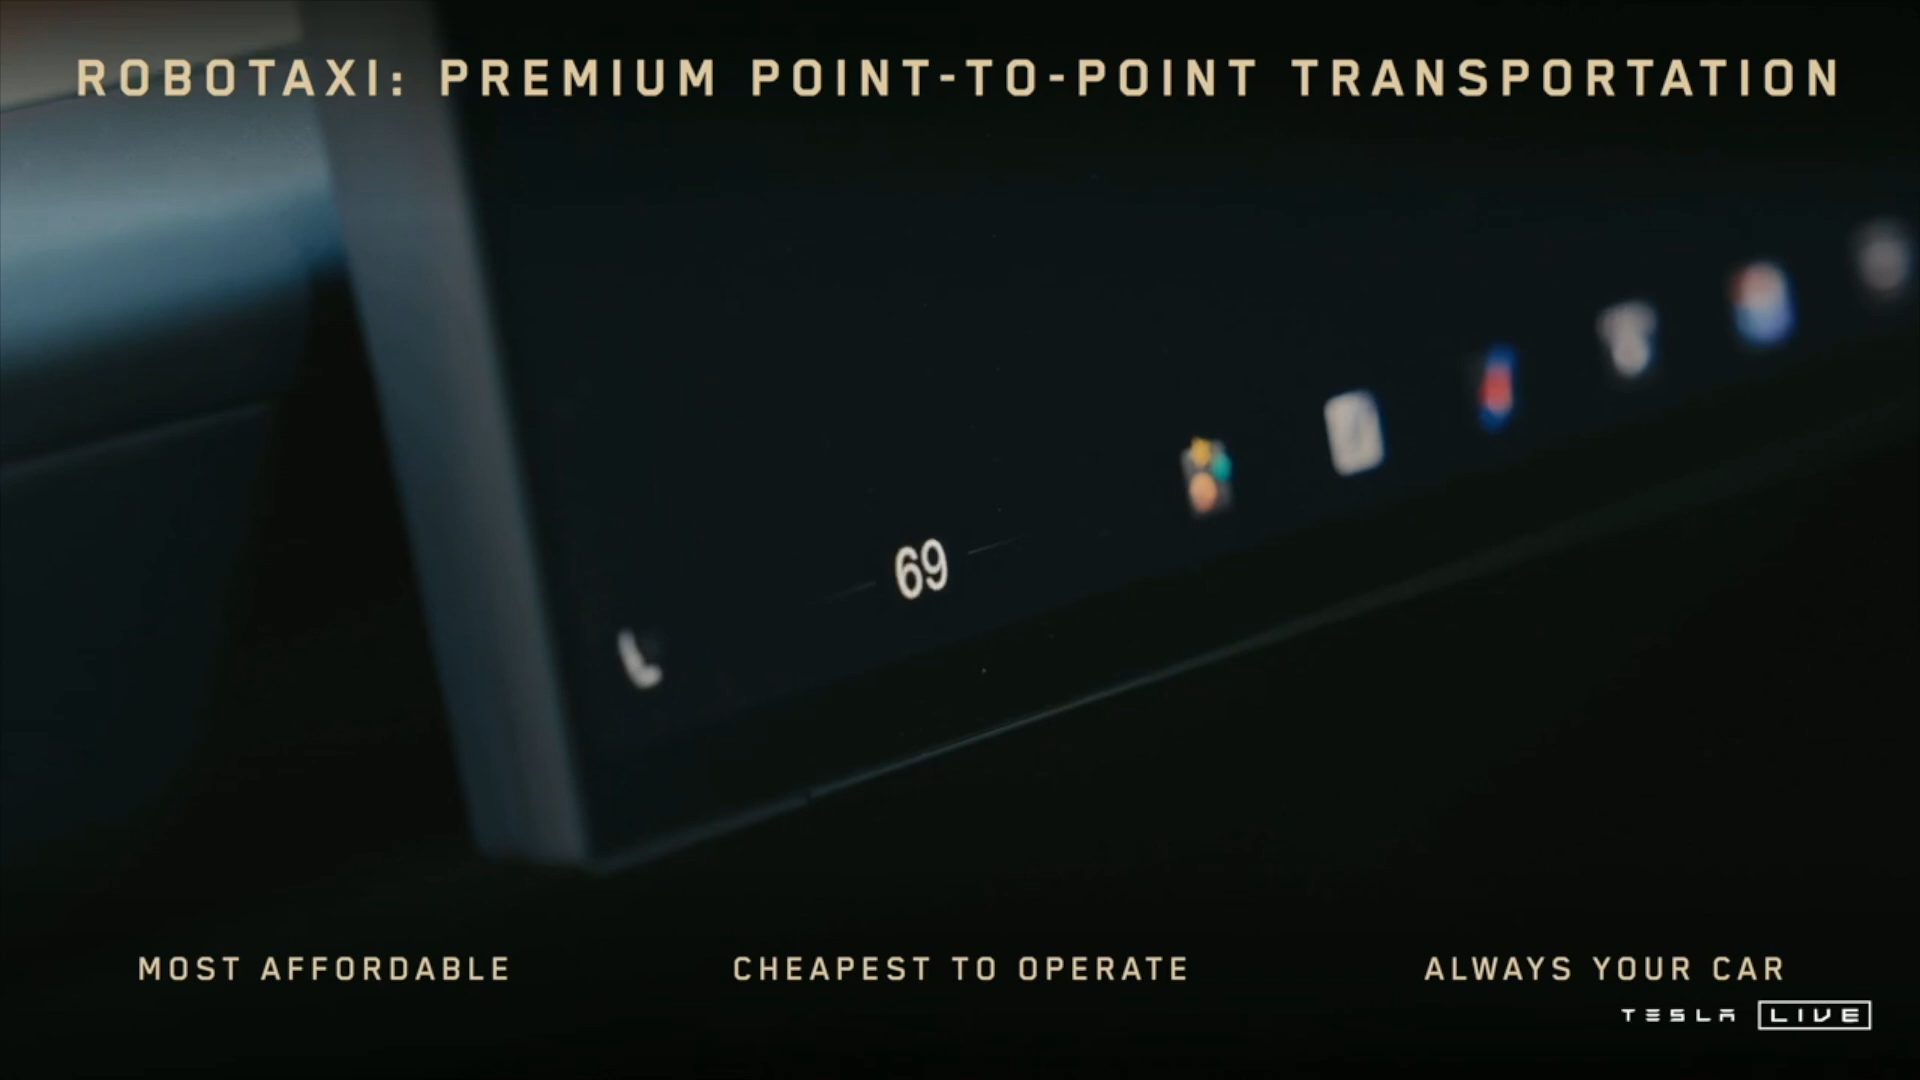 ROBOTAXI: PREMIUM POINT-TO-POINT TRANSPORTATION
69
MOST AFFORDABLE CHEAPEST TO OPERATE ALWAYS YOUR CAR
TESLA LIVE